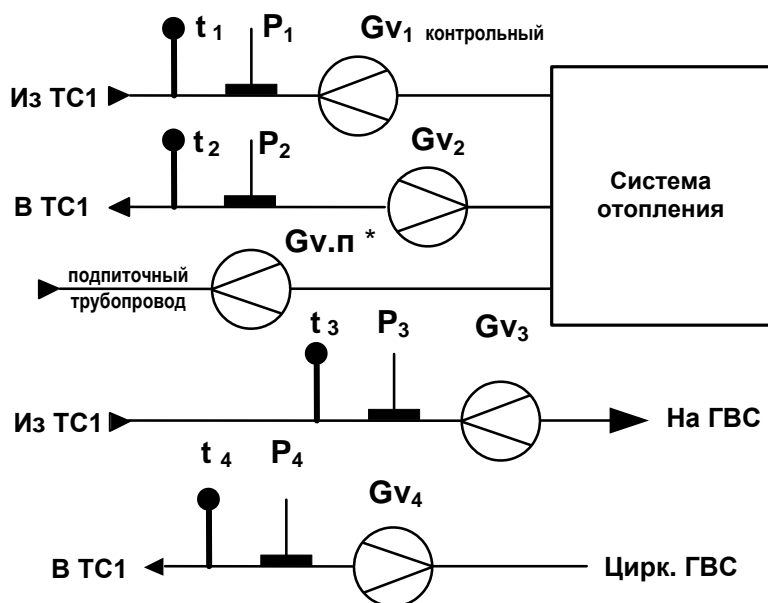 t 1 P1 Gv1 контрольный
Из ТС1
t 2 P2 Gv2
В ТС1
Система
отопления
Gv.п *
подпиточный
трубопровод
t 3 P3 Gv3
Из ТС1
На ГВС
t 4 P4 Gv4
В ТС1
Цирк. ГВС